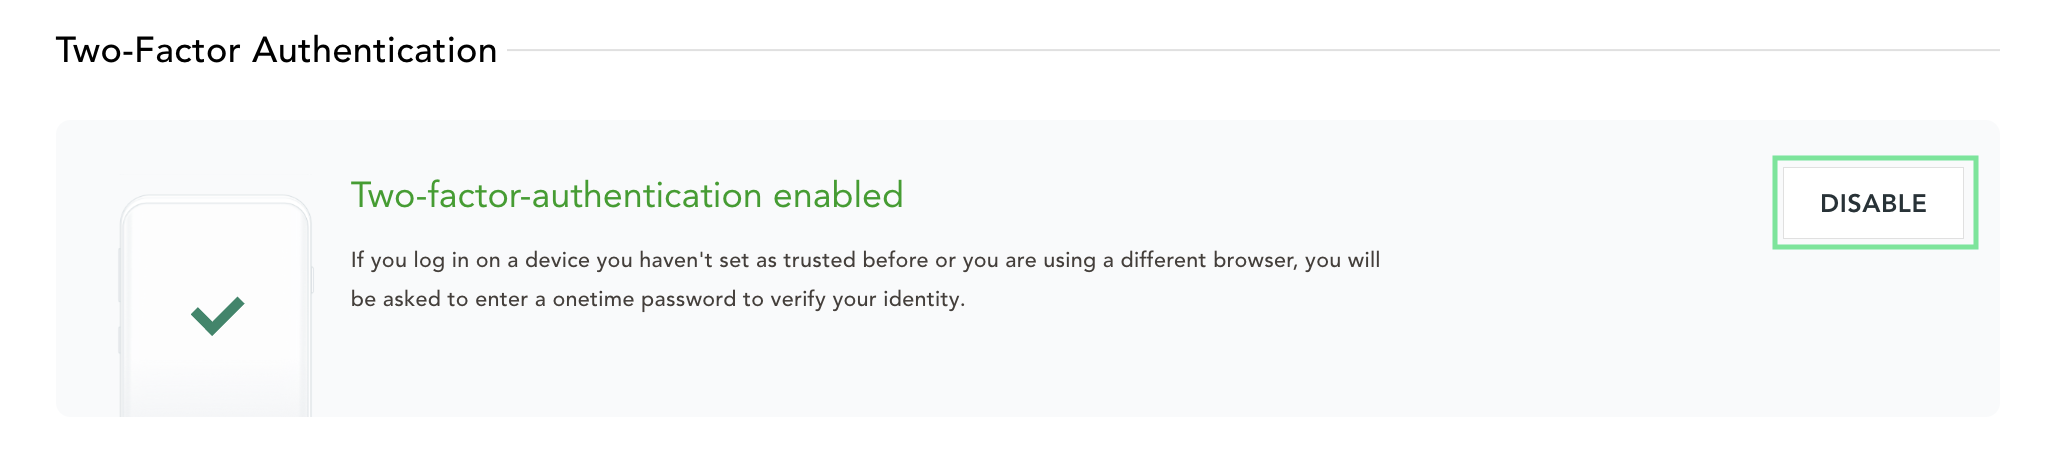 Two-Factor Authentication
Two-factor-authentication enabled
DISABLE
If you log in on a device you haven't set as trusted before or you are using a different browser, you will
be asked to enter a onetime password to verify your identity.